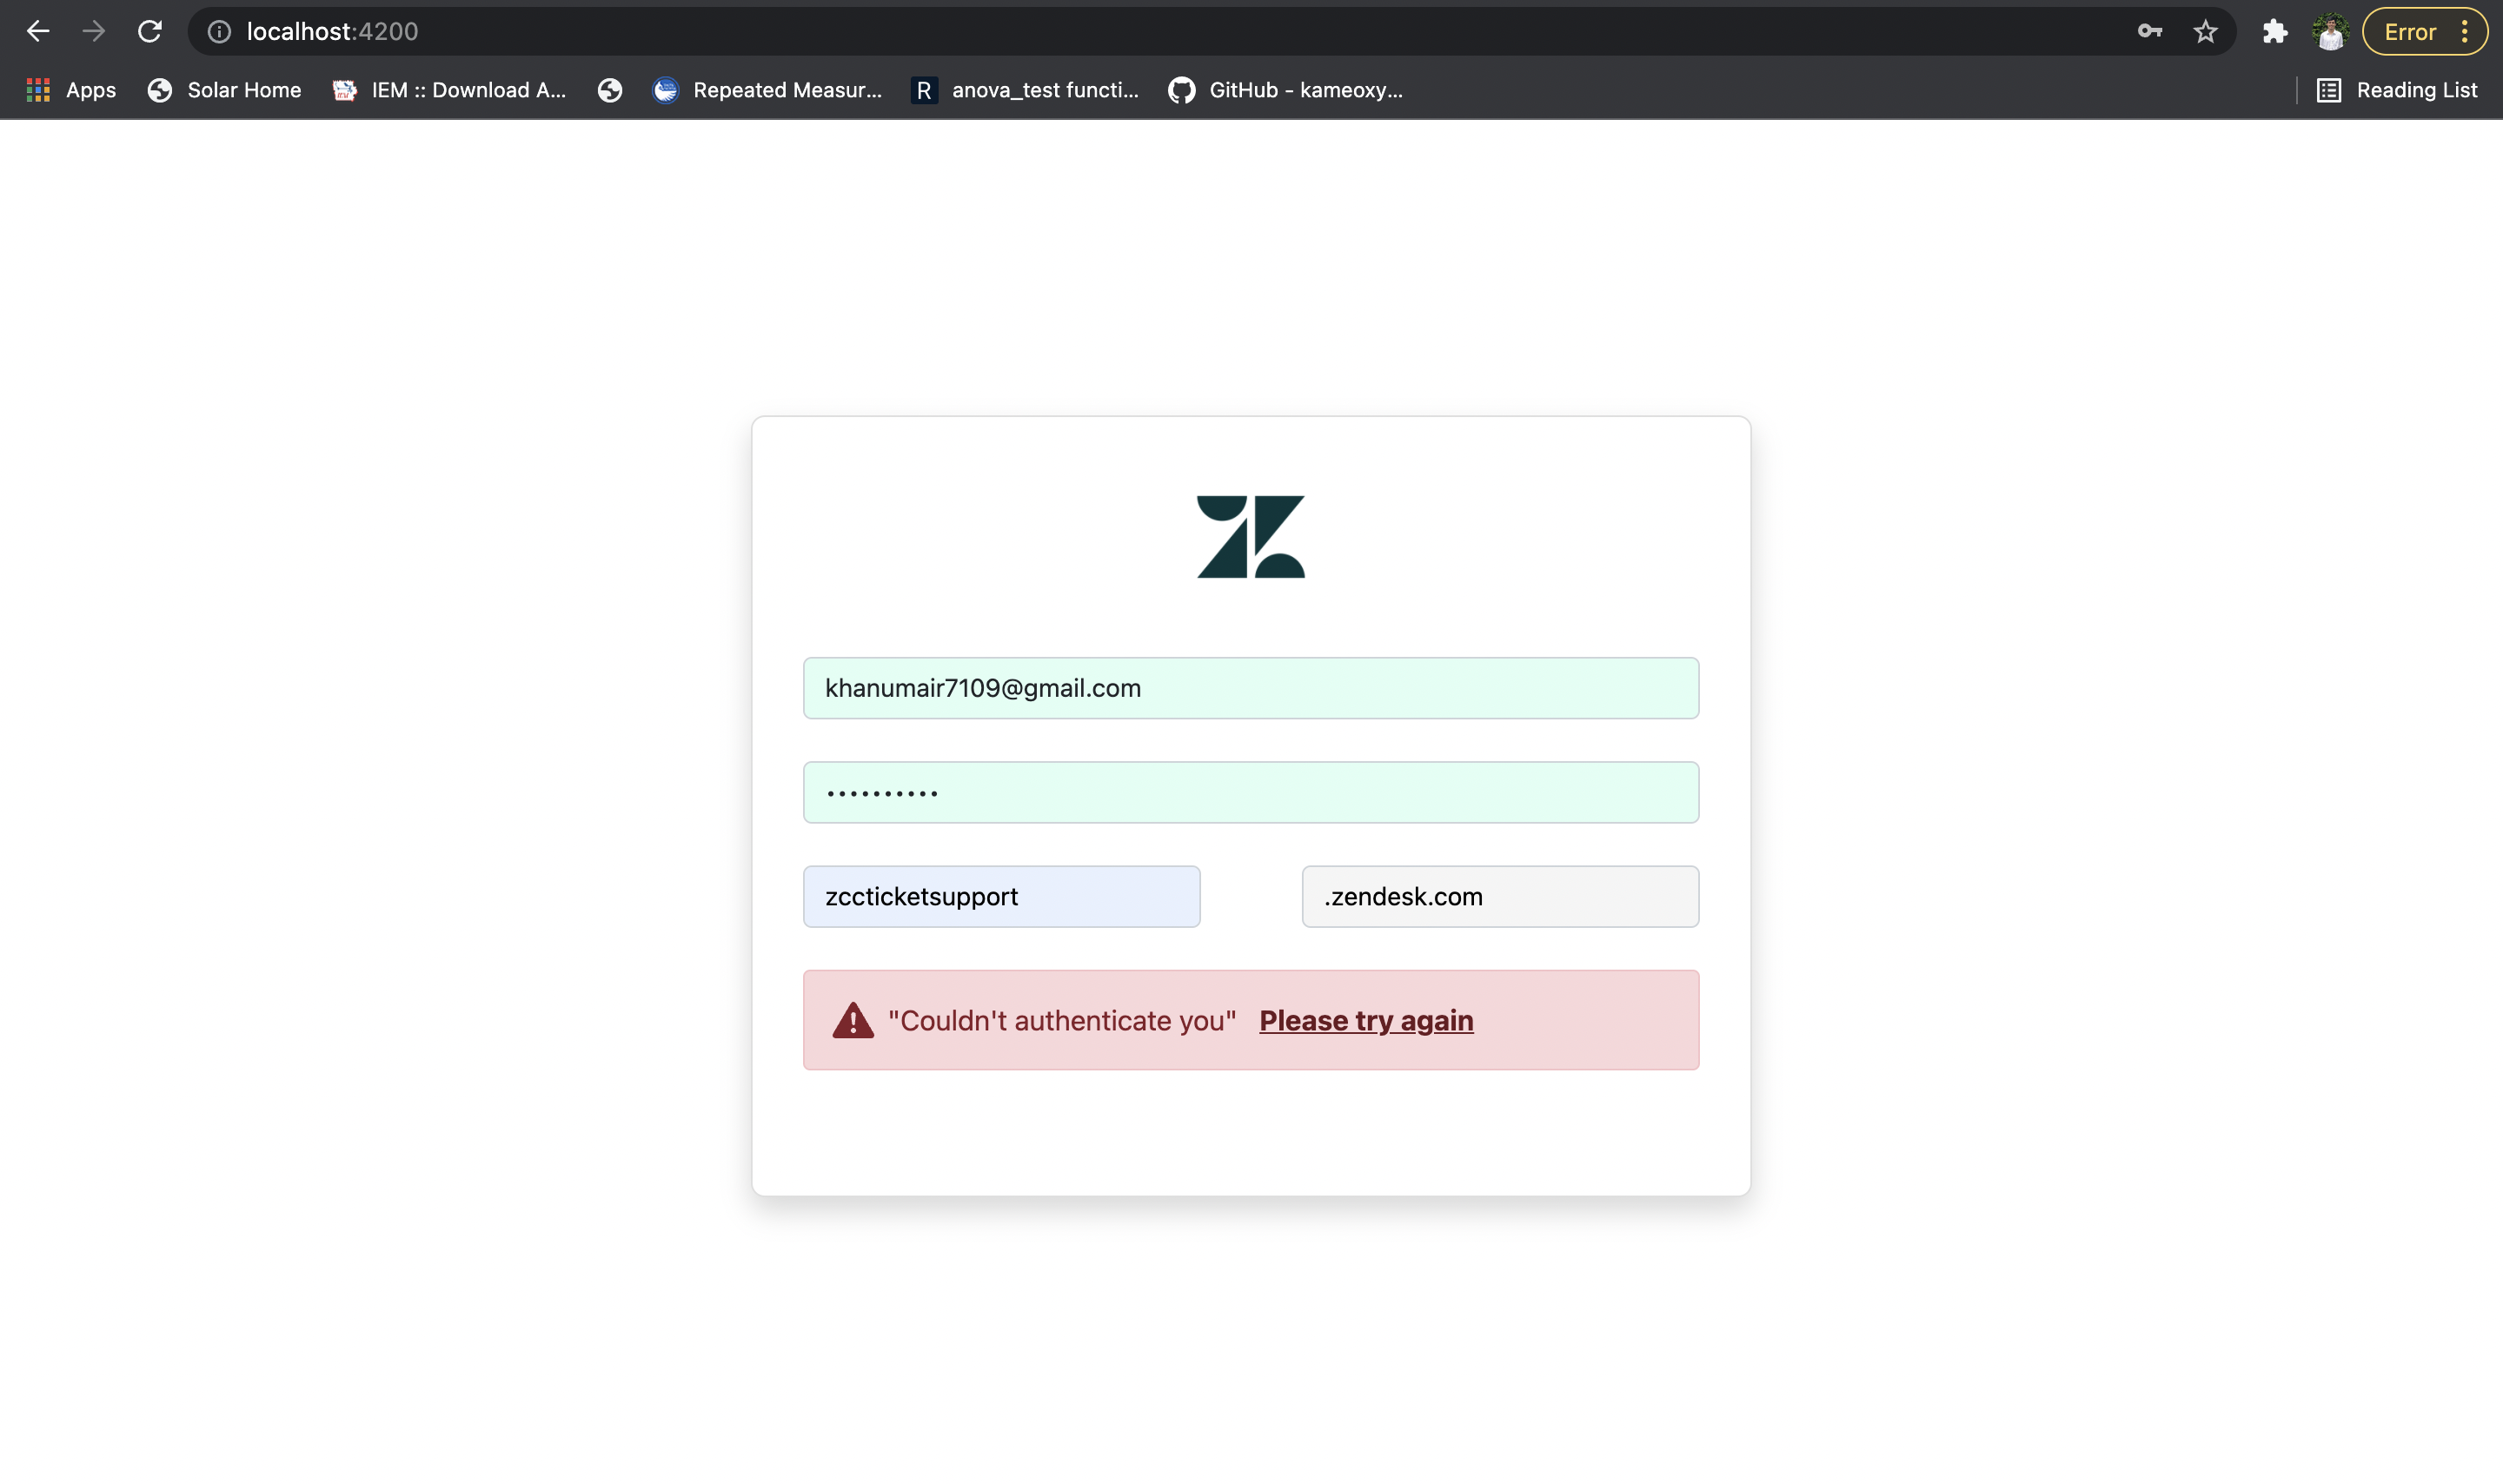 localhost:4200
Error
Apps
Solar Home
IEM :: Download A...
Repeated Measur...
R
anova_test functi...
GitHub - kameoxy...
Reading List
khanumair7109@gmail.com
••••••••••
zccticketsupport
.zendesk.com
"Couldn't authenticate you" Please try again